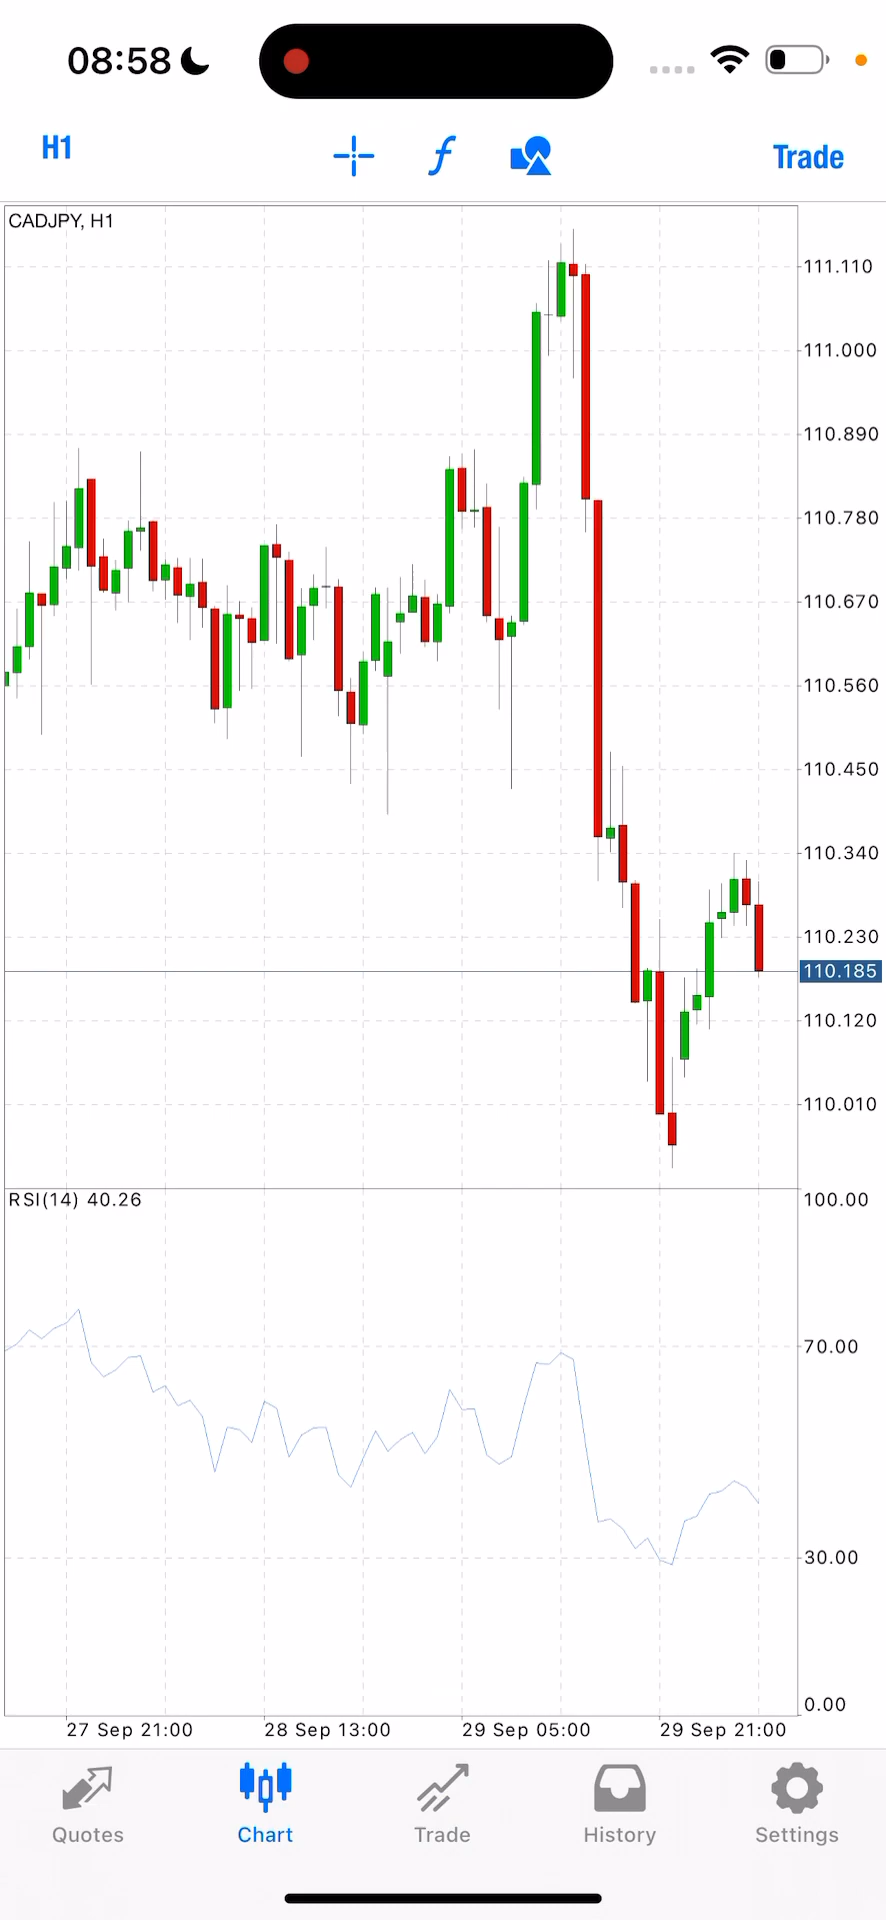 08:58
H1
f
Trade
CADJPY, H1
111.110
111.000
110.890
110.780
110.670
110.560
110.450
110.340
110.230
110.185
110.120
110.010
RSI(14) 40.26
100.00
70.00
30.00
0.00
27 Sep 21:00 28 Sep 13:00 29 Sep 05:00 29 Sep 21:00
Quotes Chart Trade History Settings